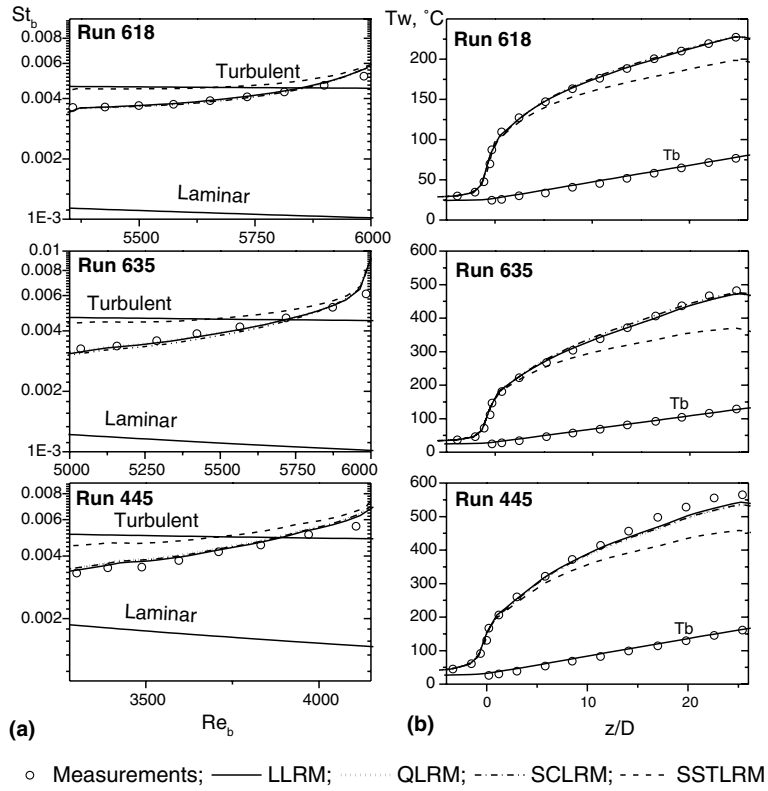 St_b
0.008
Run 618
0.006
Turbulent
0.004
0.002
Laminar
1E-3
5500 5750 6000
0.01
Run 635
0.008
0.006
Turbulent
0.004
0.002
Laminar
1E-3
5000 5250 5500 5750 6000
0.008
Run 445
0.006
Turbulent
0.004
0.002
Laminar
3500 4000
(a) Re_b
Tw, °C
Run 618
200
150
100
Tb
50
25
0
600
Run 635
500
400
300
200
100
Tb
0
600
Run 445
500
400
300
200
100
Tb
0
0 10 20
(b) z/D
○ Measurements; —— LLRM; ········ QLRM; –·–·– SCLRM; - - - - SSTLRM